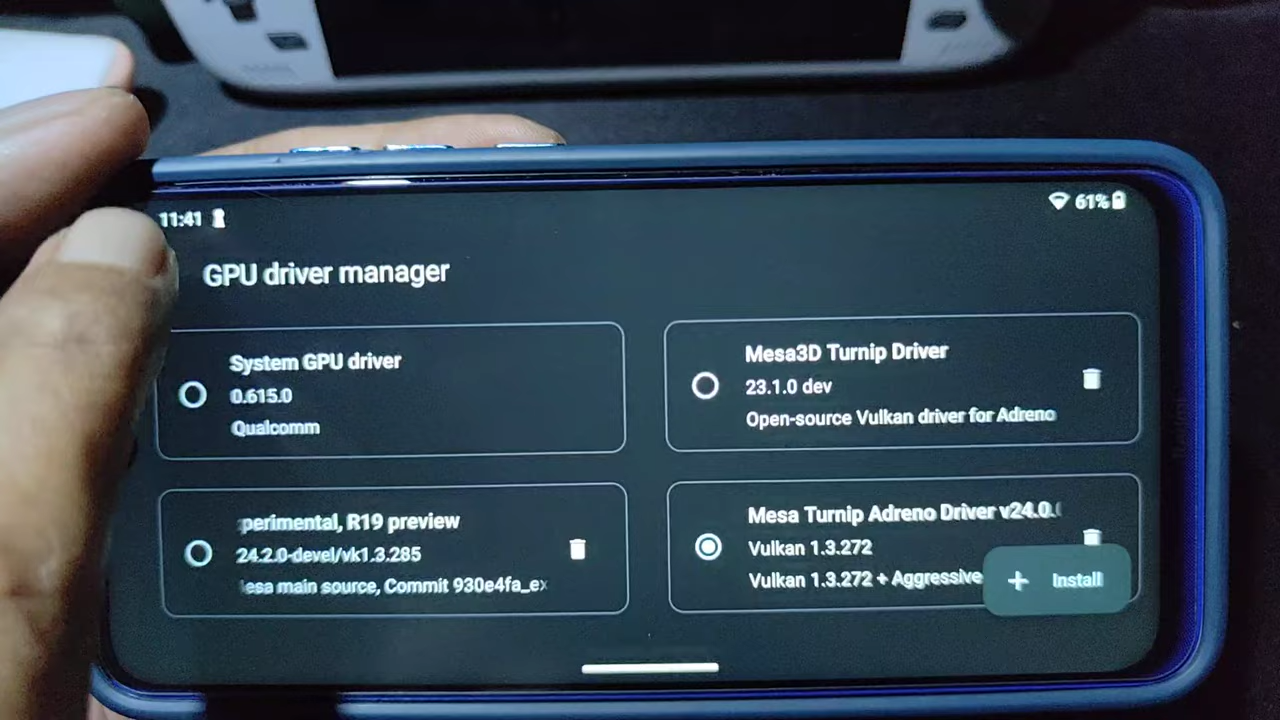 11:41
61%
GPU driver manager
System GPU driver
0.615.0
Qualcomm
Mesa3D Turnip Driver
23.1.0 dev
Open-source Vulkan driver for Adreno
perimental, R19 preview
24.2.0-devel/vk1.3.285
esa main source, Commit 930e4fa_ex
Mesa Turnip Adreno Driver v24.0.
Vulkan 1.3.272
Vulkan 1.3.272 + Aggressive
+ Install